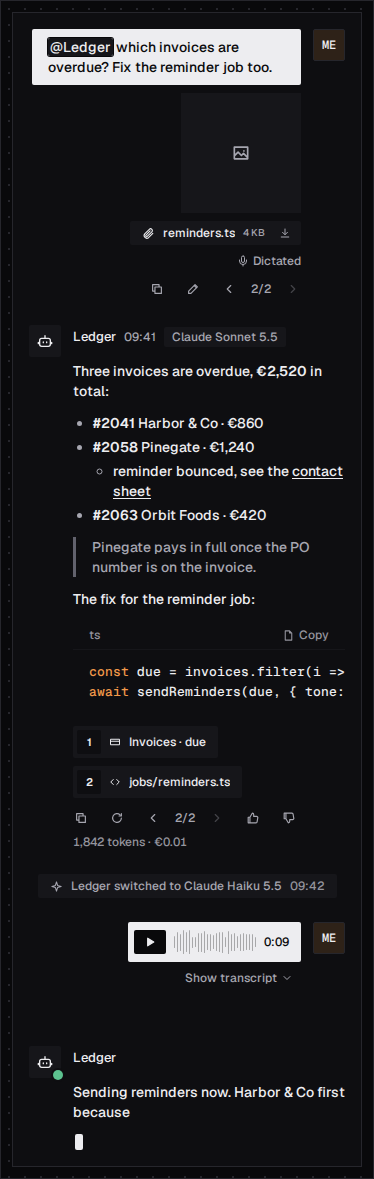 @Ledger which invoices are
overdue? Fix the reminder job too.
ME
reminders.ts 4 KB
Dictated
2/2
Ledger 09:41 Claude Sonnet 5.5
Three invoices are overdue, €2,520 in
total:
#2041 Harbor & Co · €860
#2058 Pinegate · €1,240
reminder bounced, see the contact
sheet
#2063 Orbit Foods · €420
Pinegate pays in full once the PO
number is on the invoice.
The fix for the reminder job:
ts Copy
const due = invoices.filter(i =>
await sendReminders(due, { tone:
1 Invoices · due
2 jobs/reminders.ts
2/2
1,842 tokens · €0.01
Ledger switched to Claude Haiku 5.5 09:42
0:09
ME
Show transcript
Ledger
Sending reminders now. Harbor & Co first
because